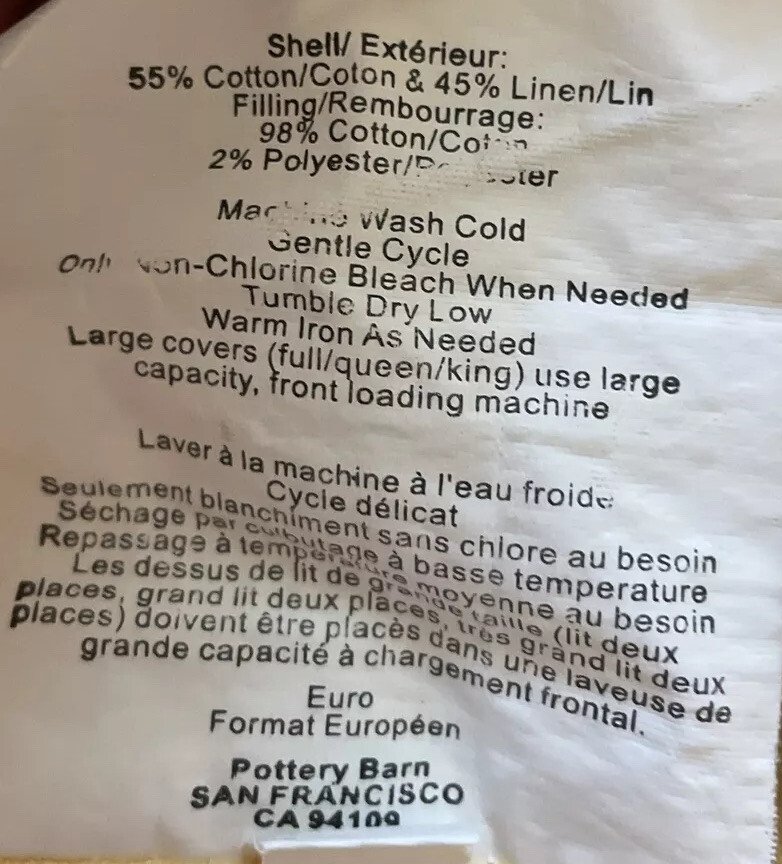 Shell/ Extérieur:
55% Cotton/Coton & 45% Linen/Lin
Filling/Rembourrage:
98% Cotton/Coton
2% Polyester/
Machine Wash Cold
Gentle Cycle
Only Non-Chlorine Bleach When Needed
Tumble Dry Low
Warm Iron As Needed
Large covers (full/queen/king) use large
capacity, front loading machine
Laver à la machine à l'eau froide
Cycle délicat
Seulement blanchiment sans chlore au besoin
Séchage par culbutage à basse temperature
Repassage à température moyenne au besoin
Les dessus de lit de grande taille (lit deux
places, grand lit deux places, très grand lit deux
places) doivent être placès dans une laveuse de
grande capacité à chargement frontal.
Euro
Format Européen
Pottery Barn
SAN FRANCISCO
CA 94109